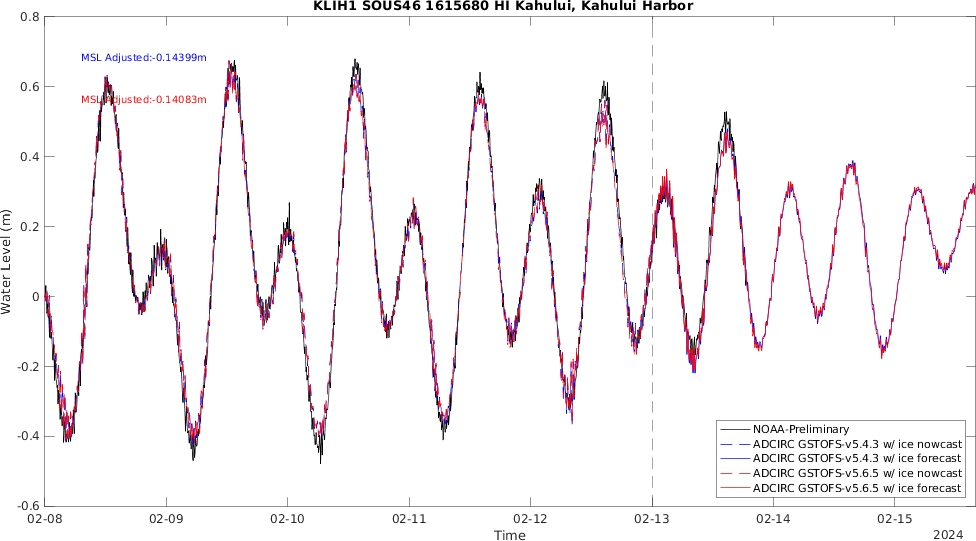 KLIH1 SOUS46 1615680 HI Kahului, Kahului Harbor
0.8
MSL Adjusted:-0.14399m
0.6
MSL Adjusted:-0.14083m
0.4
0.2
0
-0.2
-0.4
-0.6
Water Level (m)
NOAA-Preliminary
ADCIRC GSTOFS-v5.4.3 w/ ice nowcast
ADCIRC GSTOFS-v5.4.3 w/ ice forecast
ADCIRC GSTOFS-v5.6.5 w/ ice nowcast
ADCIRC GSTOFS-v5.6.5 w/ ice forecast
02-08 02-09 02-10 02-11 02-12 02-13 02-14 02-15
Time
2024